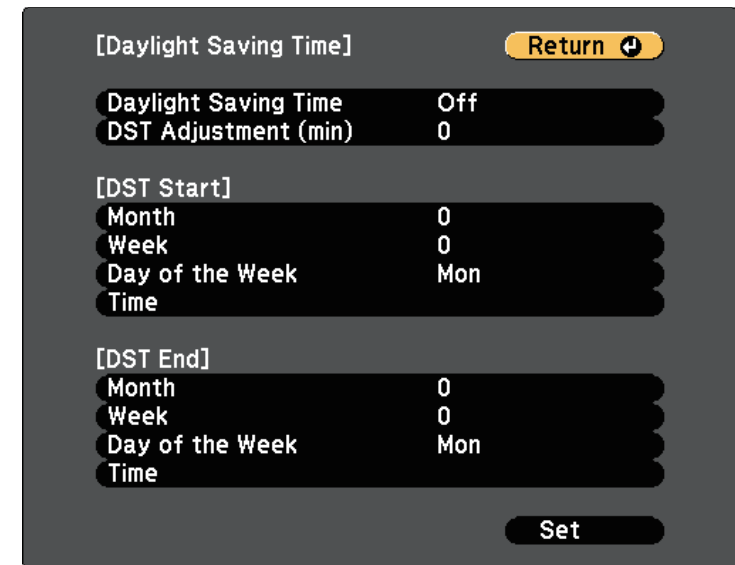 [Daylight Saving Time] Return
Daylight Saving Time Off
DST Adjustment (min) 0
[DST Start]
Month 0
Week 0
Day of the Week Mon
Time
[DST End]
Month 0
Week 0
Day of the Week Mon
Time
Set